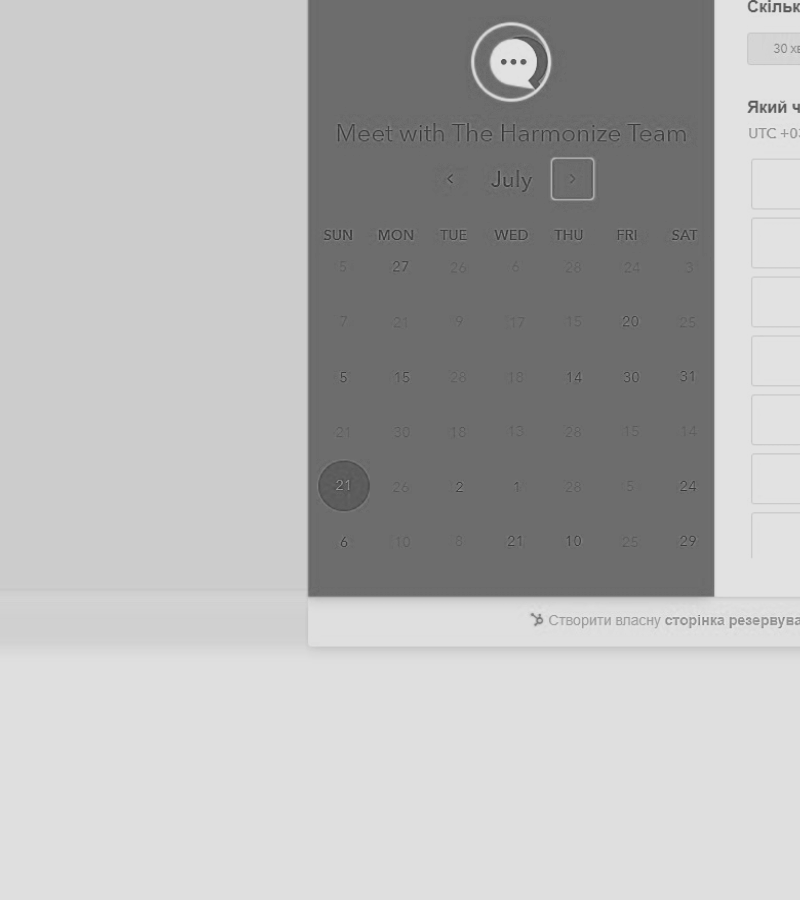 Скільк
30 хв
Meet with The Harmonize Team
Який ч
UTC +03
< July >
SUN MON TUE WED THU FRI SAT
5 27 26 6 28 24 3
7 21 9 17 15 20 25
5 15 28 18 14 30 31
21 30 18 13 28 15 14
21 26 2 1 28 5 24
6 10 8 21 10 25 29
Створити власну сторінка резервува